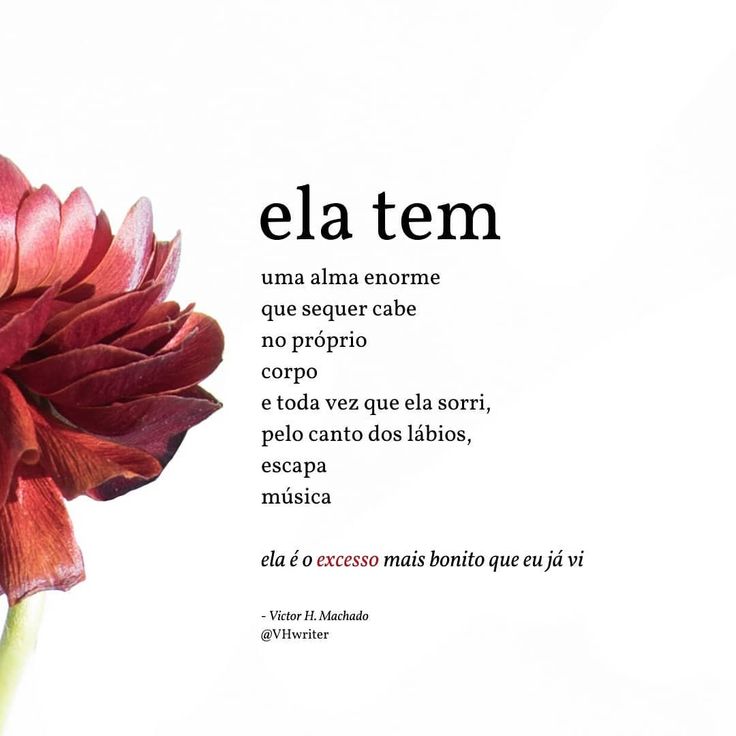 ela tem
uma alma enorme
que sequer cabe
no próprio
corpo
e toda vez que ela sorri,
pelo canto dos lábios,
escapa
música
ela é o excesso mais bonito que eu já vi
- Victor H. Machado
@VHwriter